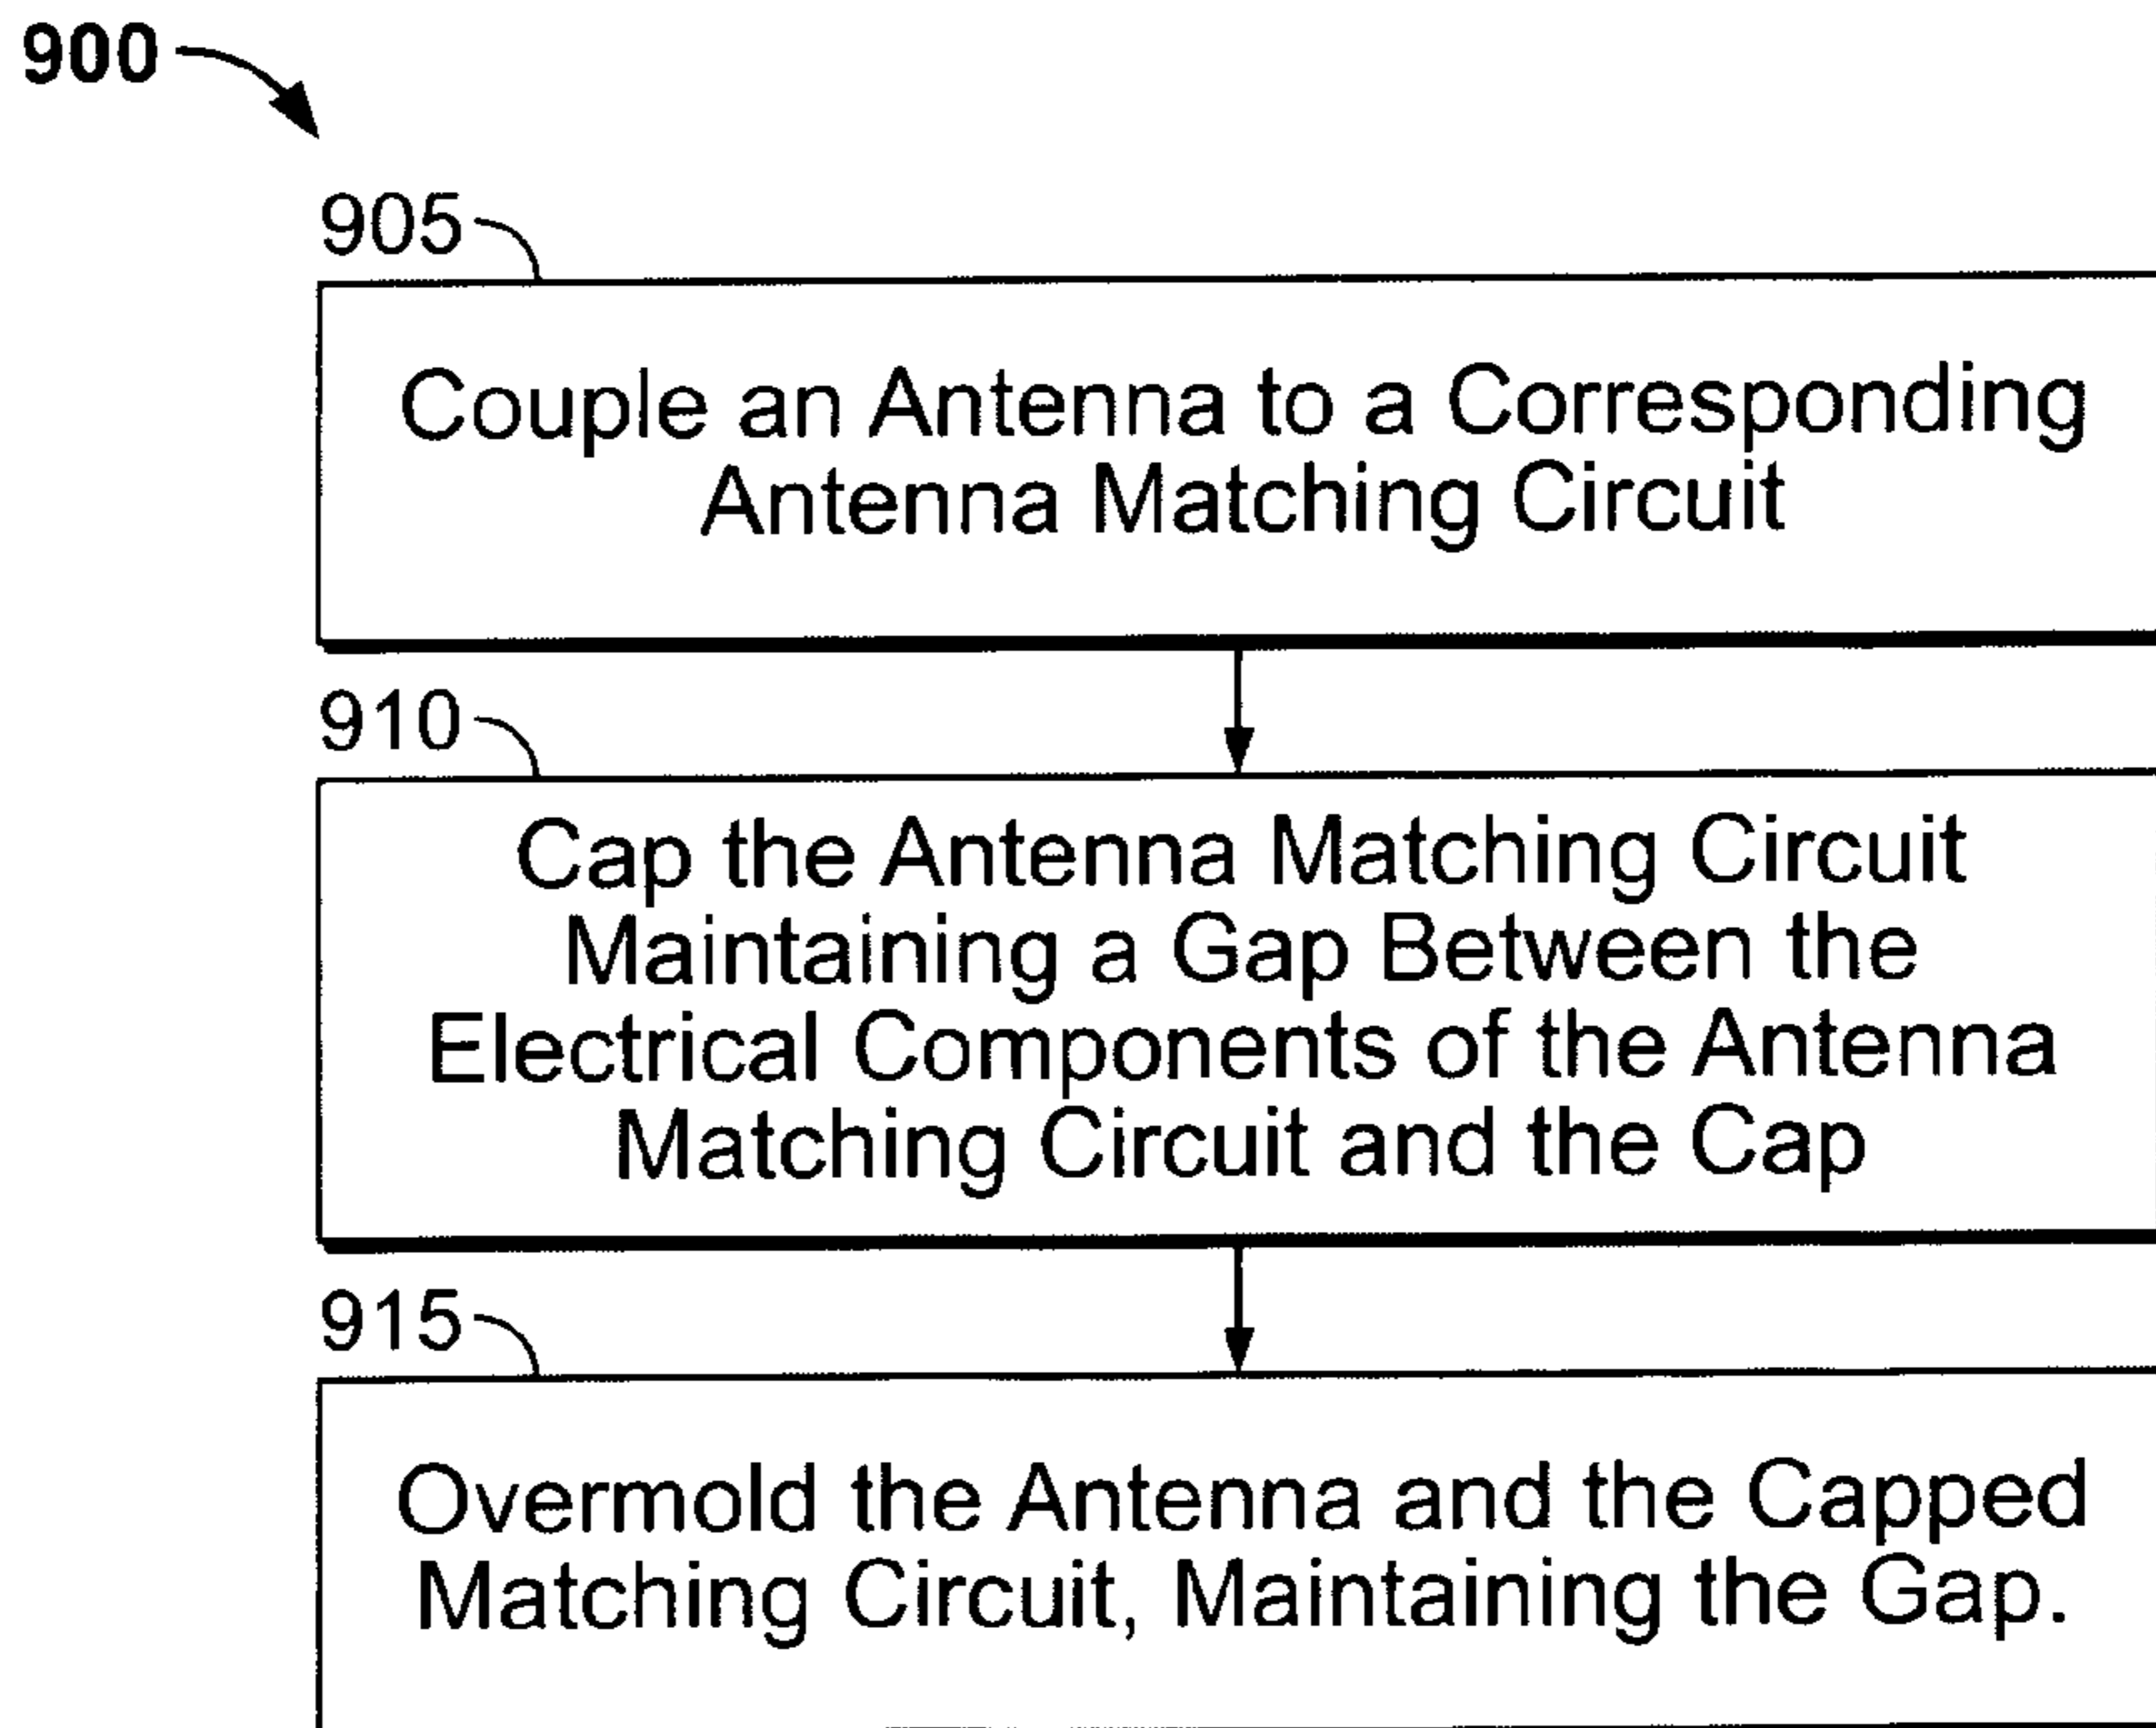 900
905
Couple an Antenna to a Corresponding
Antenna Matching Circuit
910
Cap the Antenna Matching Circuit
Maintaining a Gap Between the
Electrical Components of the Antenna
Matching Circuit and the Cap
915
Overmold the Antenna and the Capped
Matching Circuit, Maintaining the Gap.